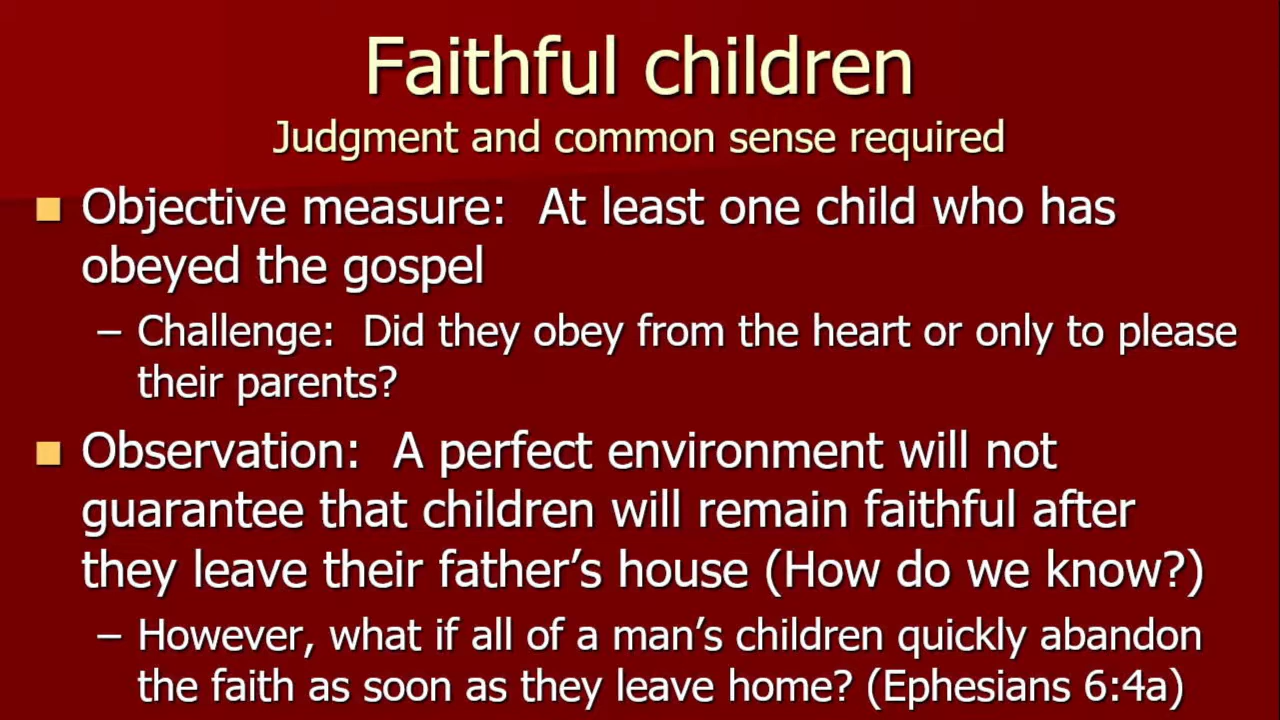 Faithful children
Judgment and common sense required
■ Objective measure:  At least one child who has
obeyed the gospel
– Challenge:  Did they obey from the heart or only to please
their parents?
■ Observation:  A perfect environment will not
guarantee that children will remain faithful after
they leave their father’s house (How do we know?)
– However, what if all of a man’s children quickly abandon
the faith as soon as they leave home? (Ephesians 6:4a)